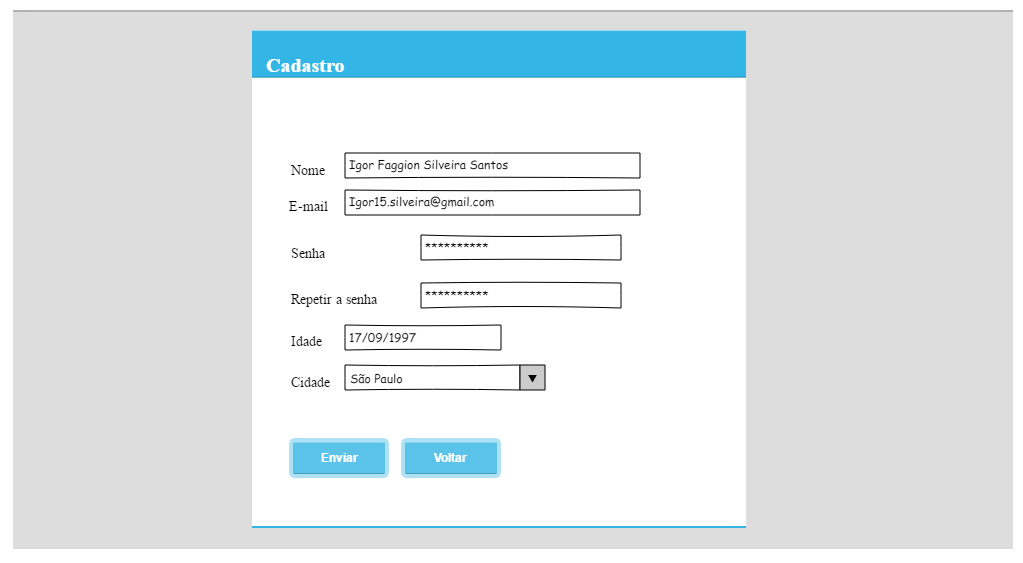 Cadastro
Nome Igor Faggion Silveira Santos
E-mail Igor15.silveira@gmail.com
Senha **********
Repetir a senha **********
Idade 17/09/1997
Cidade São Paulo ▼
Enviar Voltar